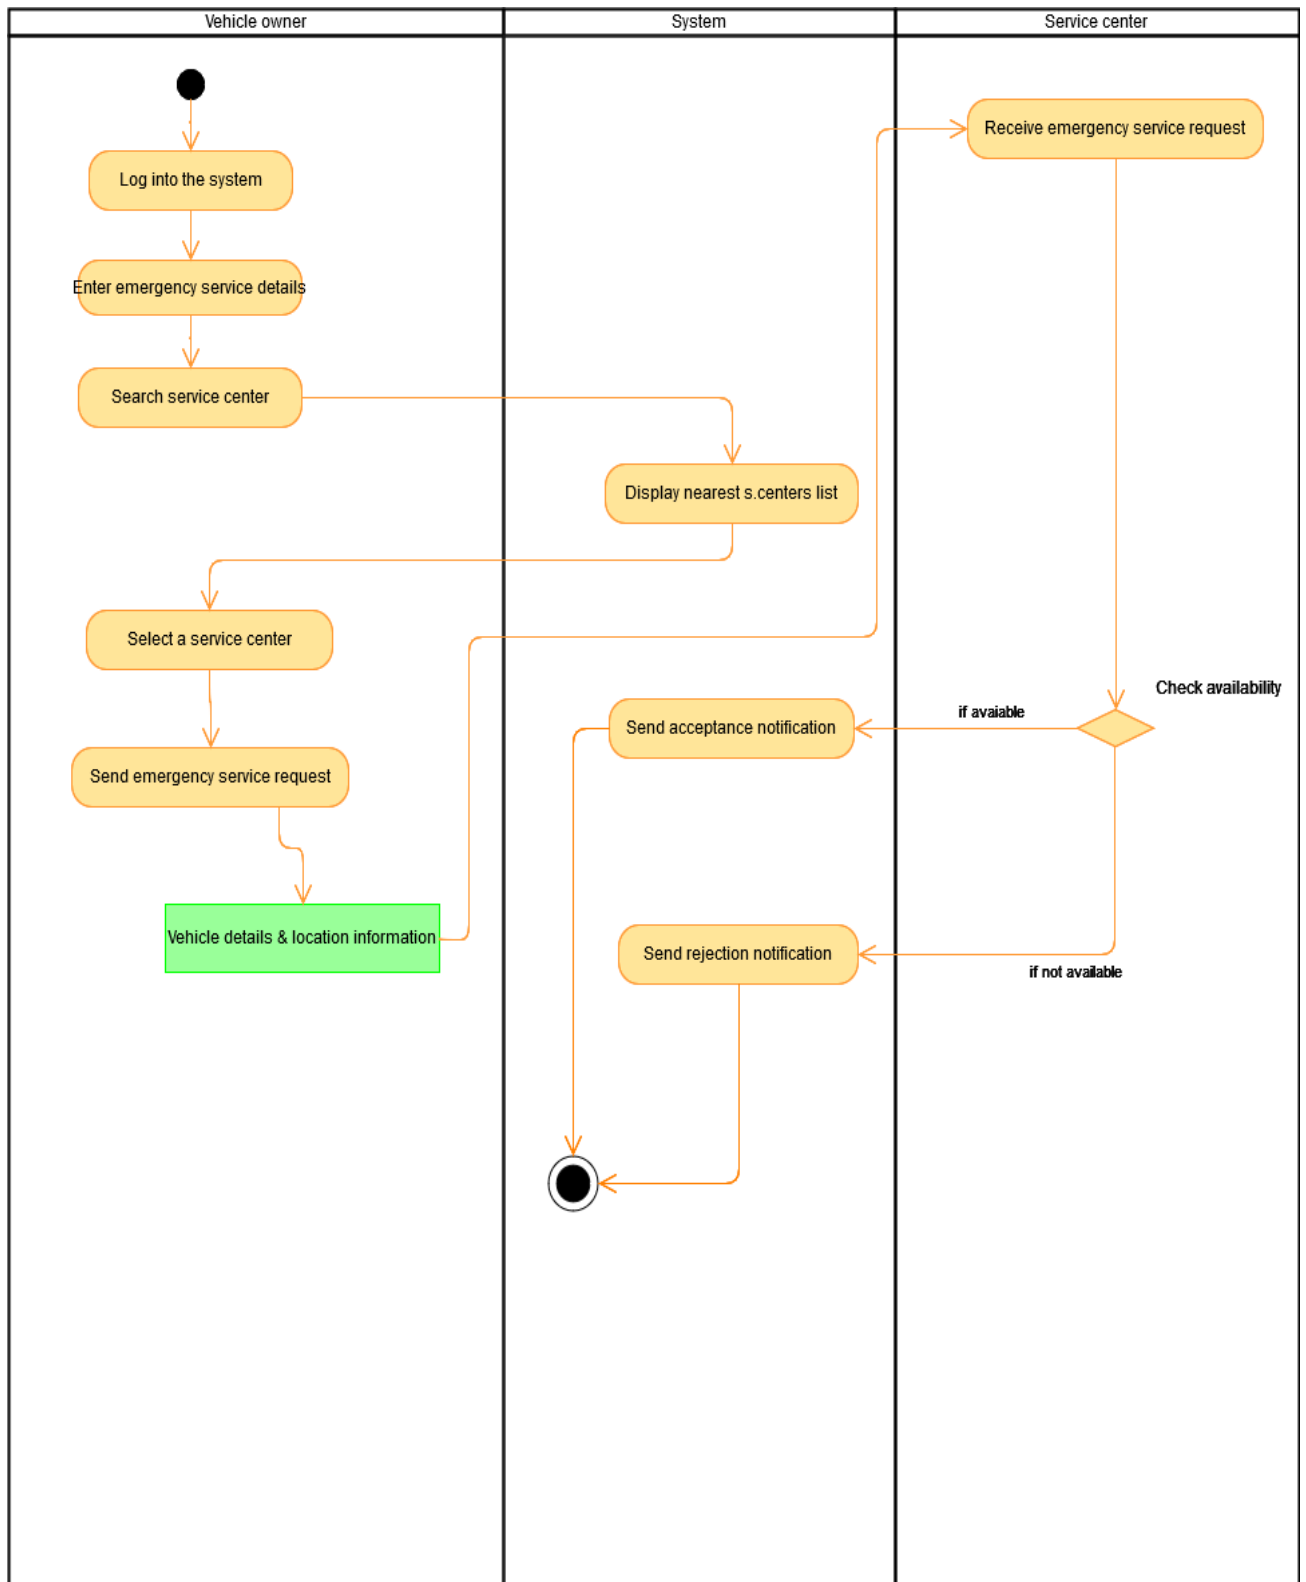 Vehicle owner
System
Service center
Receive emergency service request
Log into the system
Enter emergency service details
Search service center
Display nearest s.centers list
Select a service center
Check availability
if avaiable
Send acceptance notification
Send emergency service request
Vehicle details & location information
Send rejection notification
if not available